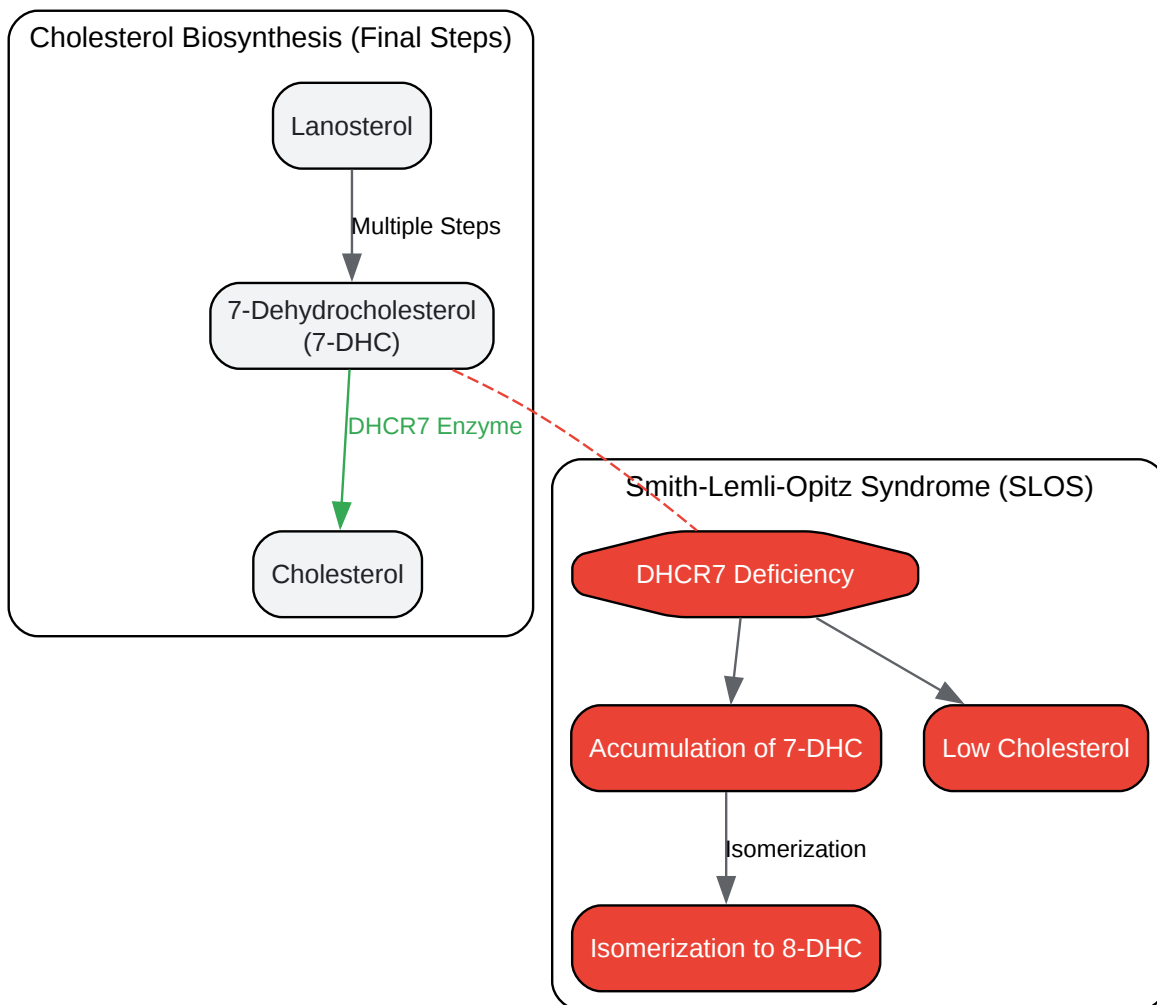 Cholesterol Biosynthesis (Final Steps)
Lanosterol
Multiple Steps
7-Dehydrocholesterol
(7-DHC)
DHCR7 Enzyme
Cholesterol
Smith-Lemli-Opitz Syndrome (SLOS)
DHCR7 Deficiency
Accumulation of 7-DHC
Low Cholesterol
Isomerization
Isomerization to 8-DHC